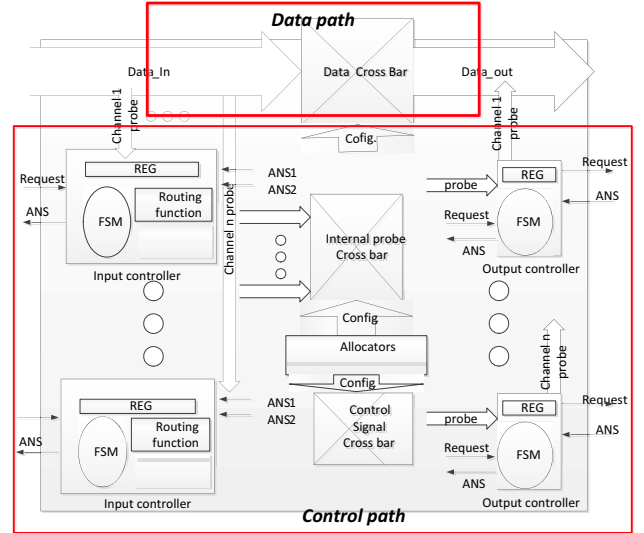 Data path
Data_In
Data Cross Bar
Data_out
Channel 1
probe
Channel 1
probe
Cofig.
REG
Request
ANS
FSM
Routing
function
Input controller
ANS1
ANS2
Channel n probe
Internal probe
Cross bar
probe
REG
Request
ANS
Request
FSM
ANS
Output controller
Config
Allocators
Config
Channel n
probe
REG
ANS
FSM
Routing
function
Input controller
ANS1
ANS2
Control
Signal
Cross bar
probe
REG
Request
ANS
Request
FSM
ANS
Output controller
Control path